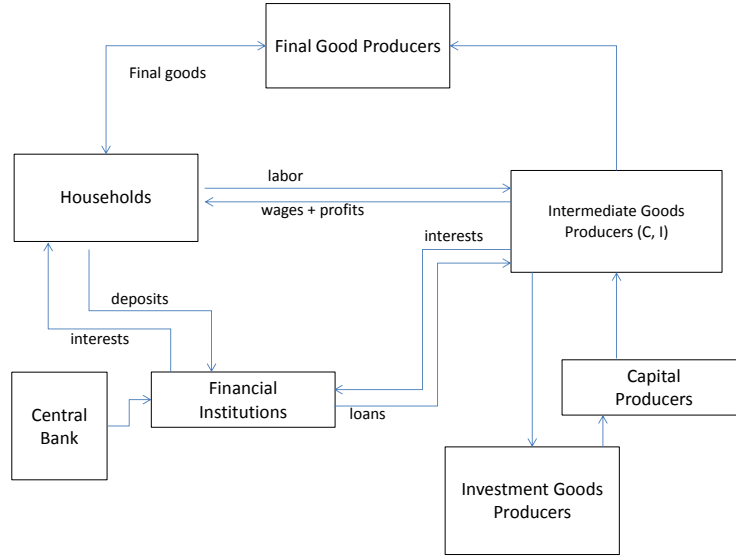 Final Good Producers
Final goods
Households
labor
wages + profits
Intermediate Goods
Producers (C, I)
interests
deposits
interests
Financial
Institutions
loans
Central
Bank
Capital
Producers
Investment Goods
Producers